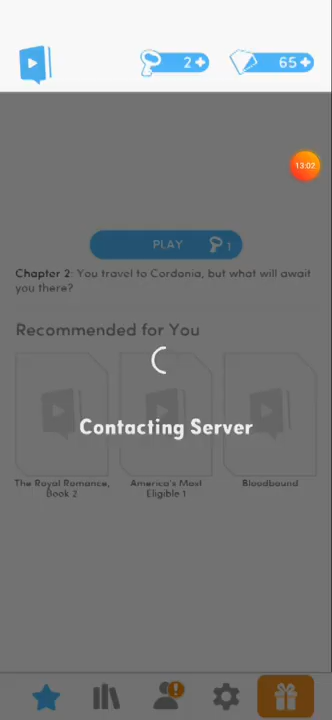 2+
65+
13:02
PLAY
1
Chapter 2: You travel to Cordonia, but what will await
you there?
Recommended for You
Contacting Server
The Royal Romance,
Book 2
America's Most
Eligible 1
Bloodbound
!